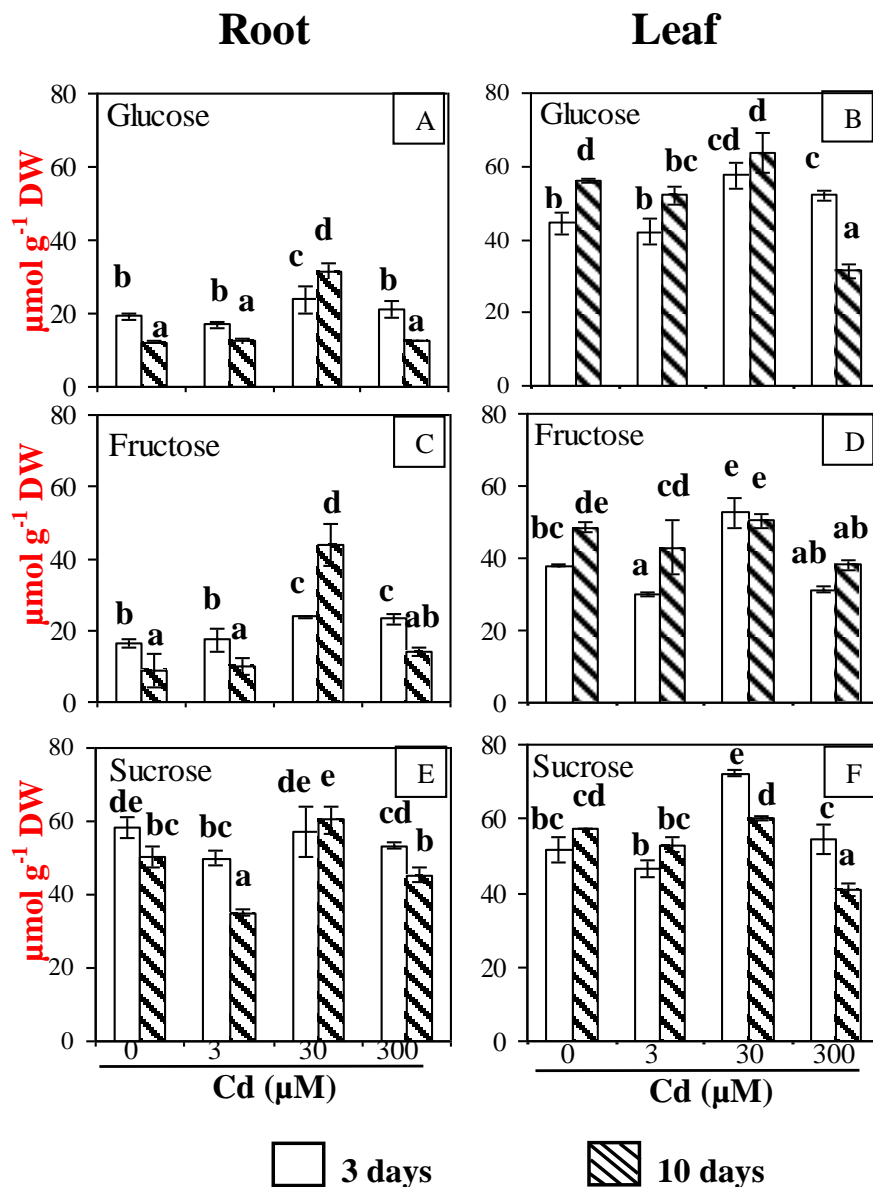 Root Leaf
80 Glucose A
60
40
20
0
b a b a c d b a
µmol g-1 DW
80 Glucose B
60
40
20
0
b d b bc cd d c a
80 Fructose C
60
40
20
0
b a b a c d c ab
µmol g-1 DW
80 Fructose D
60
40
20
0
bc de a cd e e ab ab
80 Sucrose E
60
40
20
0
de bc bc a de e cd b
µmol g-1 DW
0 3 30 300
Cd (µM)
80 Sucrose F
60
40
20
0
bc cd b bc e d c a
0 3 30 300
Cd (µM)
3 days 10 days